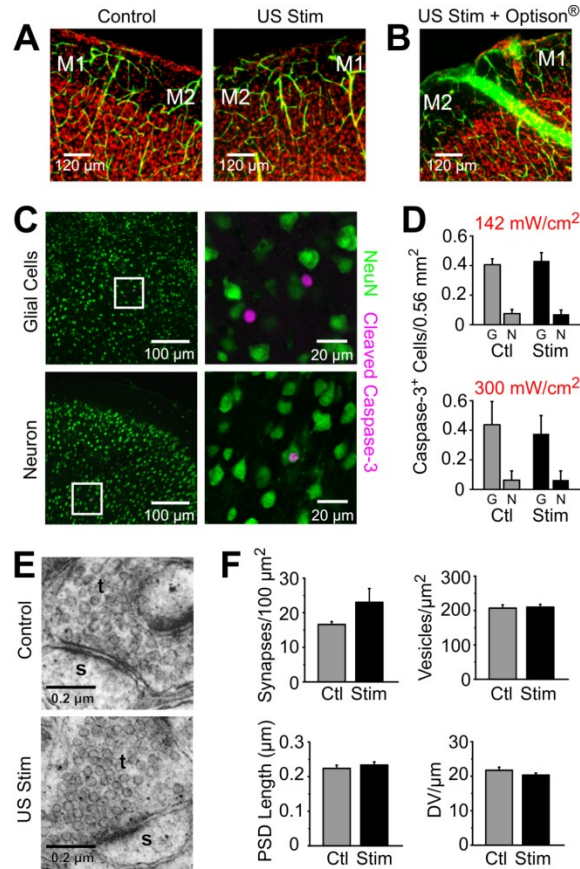 Control
US Stim
US Stim + Optison®
A
M1
M2
120 µm
M2
M1
120 µm
B
M2
M1
120 µm
C
Glial Cells
100 µm
20 µm
Neuron
100 µm
20 µm
NeuN
Cleaved Caspase-3
D
142 mW/cm²
Caspase-3⁺ Cells/0.56 mm²
0.6
0.4
0.2
0
G N G N
Ctl Stim
300 mW/cm²
0.6
0.4
0.2
0
G N G N
Ctl Stim
E
Control
t
s
0.2 µm
US Stim
t
s
0.2 µm
F
Synapses/100 µm²
30
20
10
0
Ctl Stim
Vesicles/µm²
300
200
100
0
Ctl Stim
PSD Length (µm)
0.3
0.2
0.1
0
Ctl Stim
DV/µm
30
20
10
0
Ctl Stim